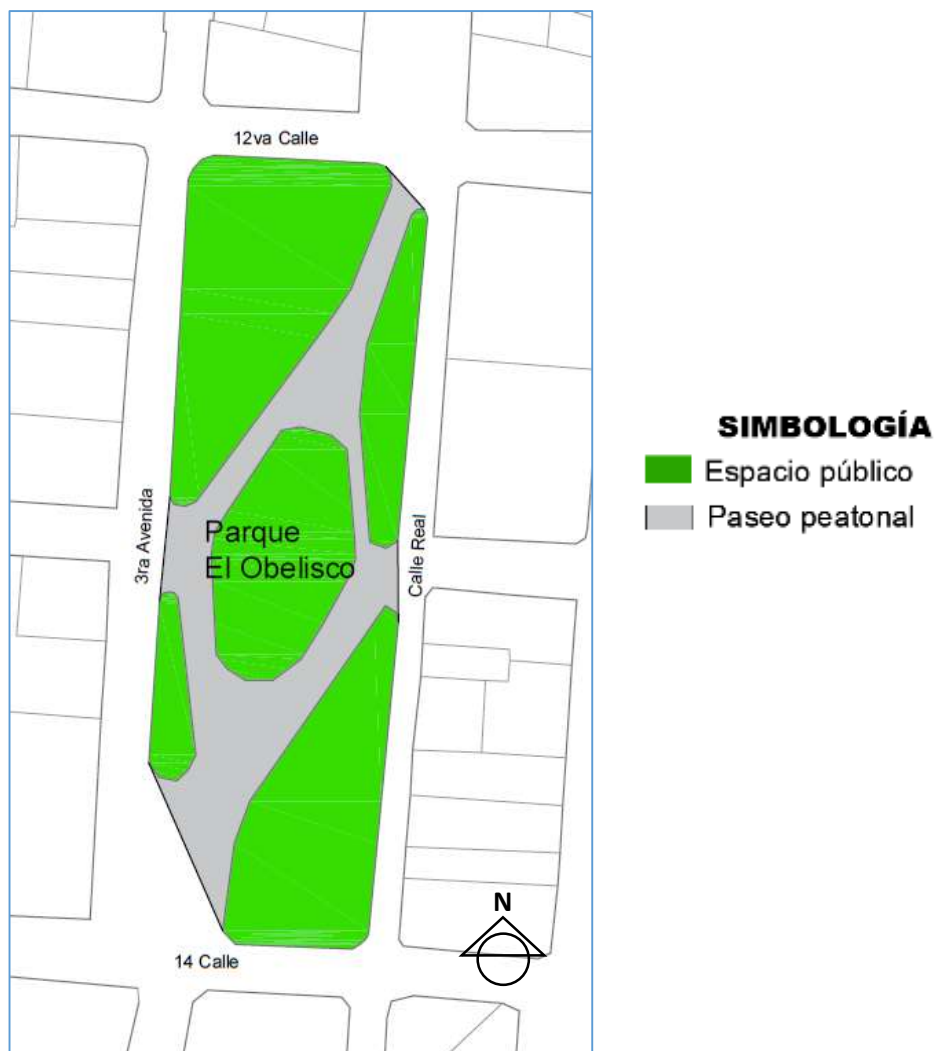 12va Calle
3ra Avenida
Parque
El Obelisco
Calle Real
14 Calle
N
SIMBOLOGÍA
Espacio público
Paseo peatonal